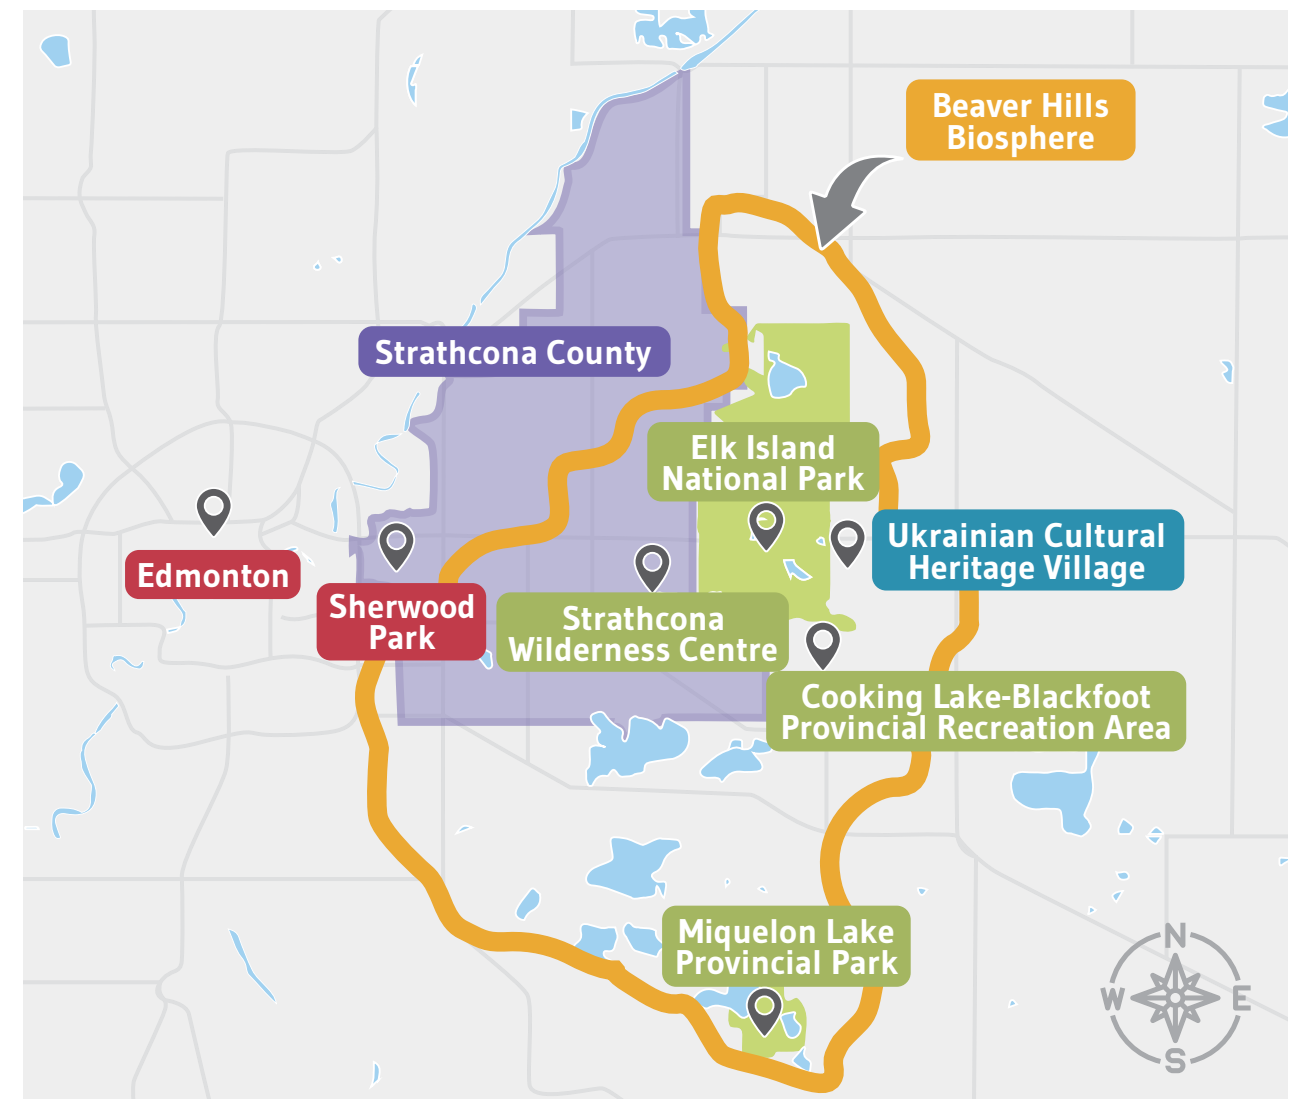 Beaver Hills
Biosphere
Strathcona County
Elk Island
National Park
Ukrainian Cultural
Heritage Village
Edmonton
Sherwood
Park
Strathcona
Wilderness Centre
Cooking Lake-Blackfoot
Provincial Recreation Area
Miquelon Lake
Provincial Park
N
W
E
S